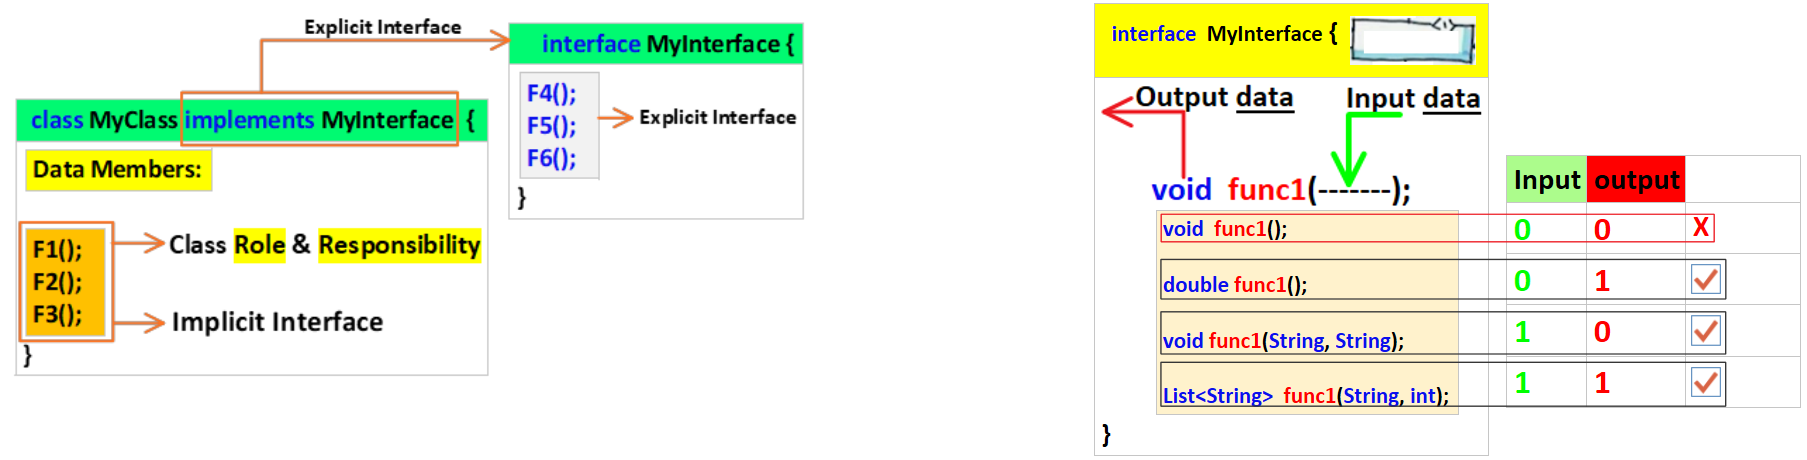 Explicit Interface
interface MyInterface {
F4();
F5();
F6();
Explicit Interface
}
class MyClass implements MyInterface {
Data Members:
F1();
F2();
F3();
Class Role & Responsibility
Implicit Interface
}
interface MyInterface {
Output data
Input data
void func1(-------);
Input output
void func1(); 0 0 X
double func1(); 0 1
void func1(String, String); 1 0
List<String> func1(String, int); 1 1
}